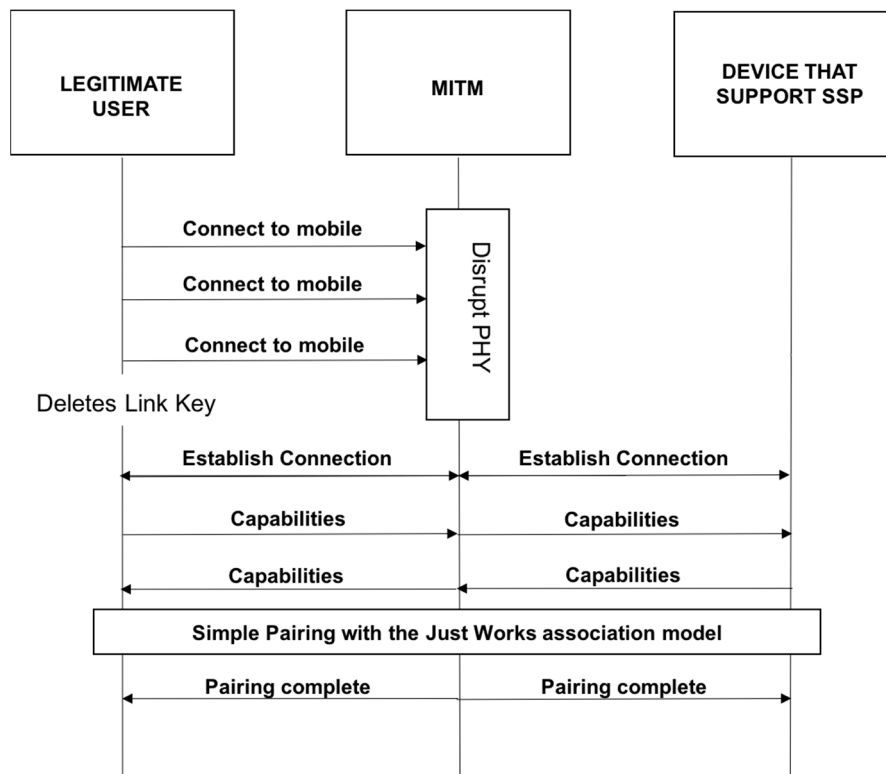 LEGITIMATE
USER
MITM
DEVICE THAT
SUPPORT SSP
Connect to mobile
Connect to mobile
Connect to mobile
Disrupt PHY
Deletes Link Key
Establish Connection
Establish Connection
Capabilities
Capabilities
Capabilities
Capabilities
Simple Pairing with the Just Works association model
Pairing complete
Pairing complete